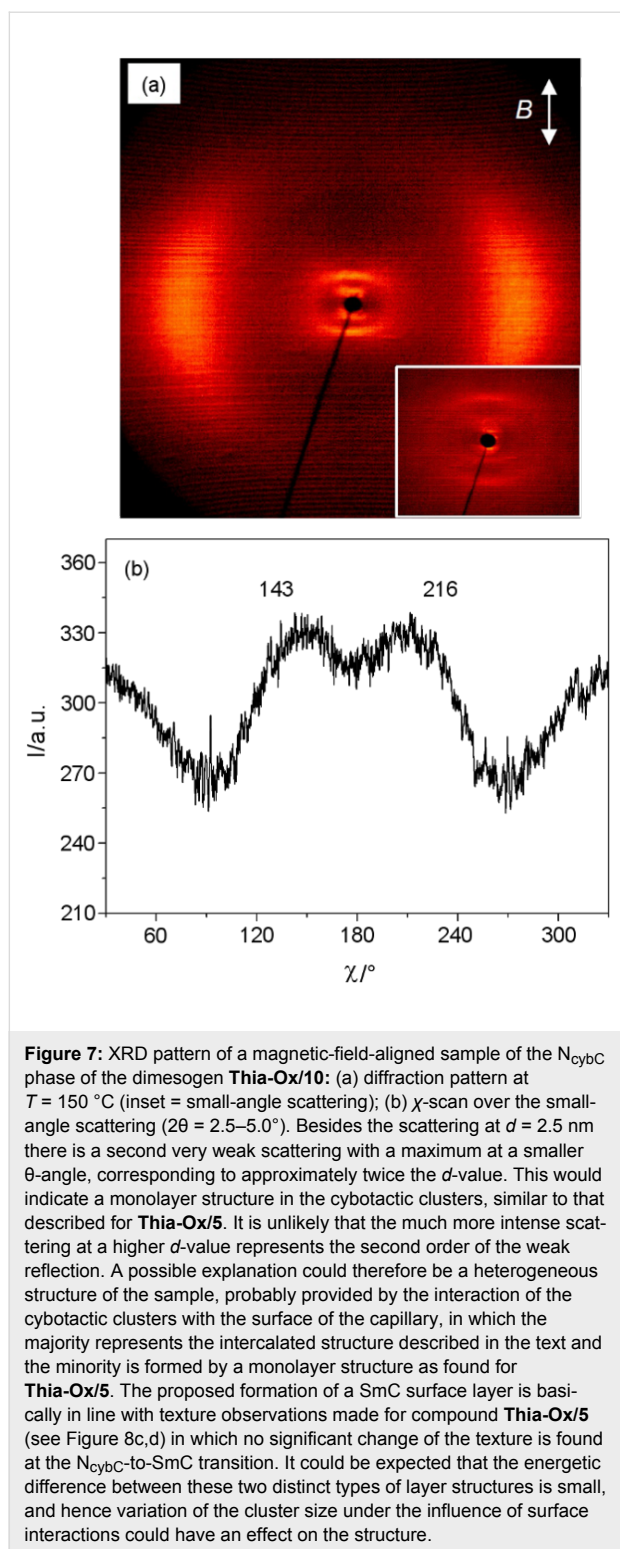 (a)
B
(b)
143
216
360
330
300
270
240
210
I/a.u.
60
120
180
240
300
χ/°
Figure 7: XRD pattern of a magnetic-field-aligned sample of the NcybC
phase of the dimesogen Thia-Ox/10: (a) diffraction pattern at
T = 150 °C (inset = small-angle scattering); (b) χ-scan over the small-
angle scattering (2θ = 2.5–5.0°). Besides the scattering at d = 2.5 nm
there is a second very weak scattering with a maximum at a smaller
θ-angle, corresponding to approximately twice the d-value. This would
indicate a monolayer structure in the cybotactic clusters, similar to that
described for Thia-Ox/5. It is unlikely that the much more intense scat-
tering at a higher d-value represents the second order of the weak
reflection. A possible explanation could therefore be a heterogeneous
structure of the sample, probably provided by the interaction of the
cybotactic clusters with the surface of the capillary, in which the
majority represents the intercalated structure described in the text and
the minority is formed by a monolayer structure as found for
Thia-Ox/5. The proposed formation of a SmC surface layer is basi-
cally in line with texture observations made for compound Thia-Ox/5
(see Figure 8c,d) in which no significant change of the texture is found
at the NcybC-to-SmC transition. It could be expected that the energetic
difference between these two distinct types of layer structures is small,
and hence variation of the cluster size under the influence of surface
interactions could have an effect on the structure.